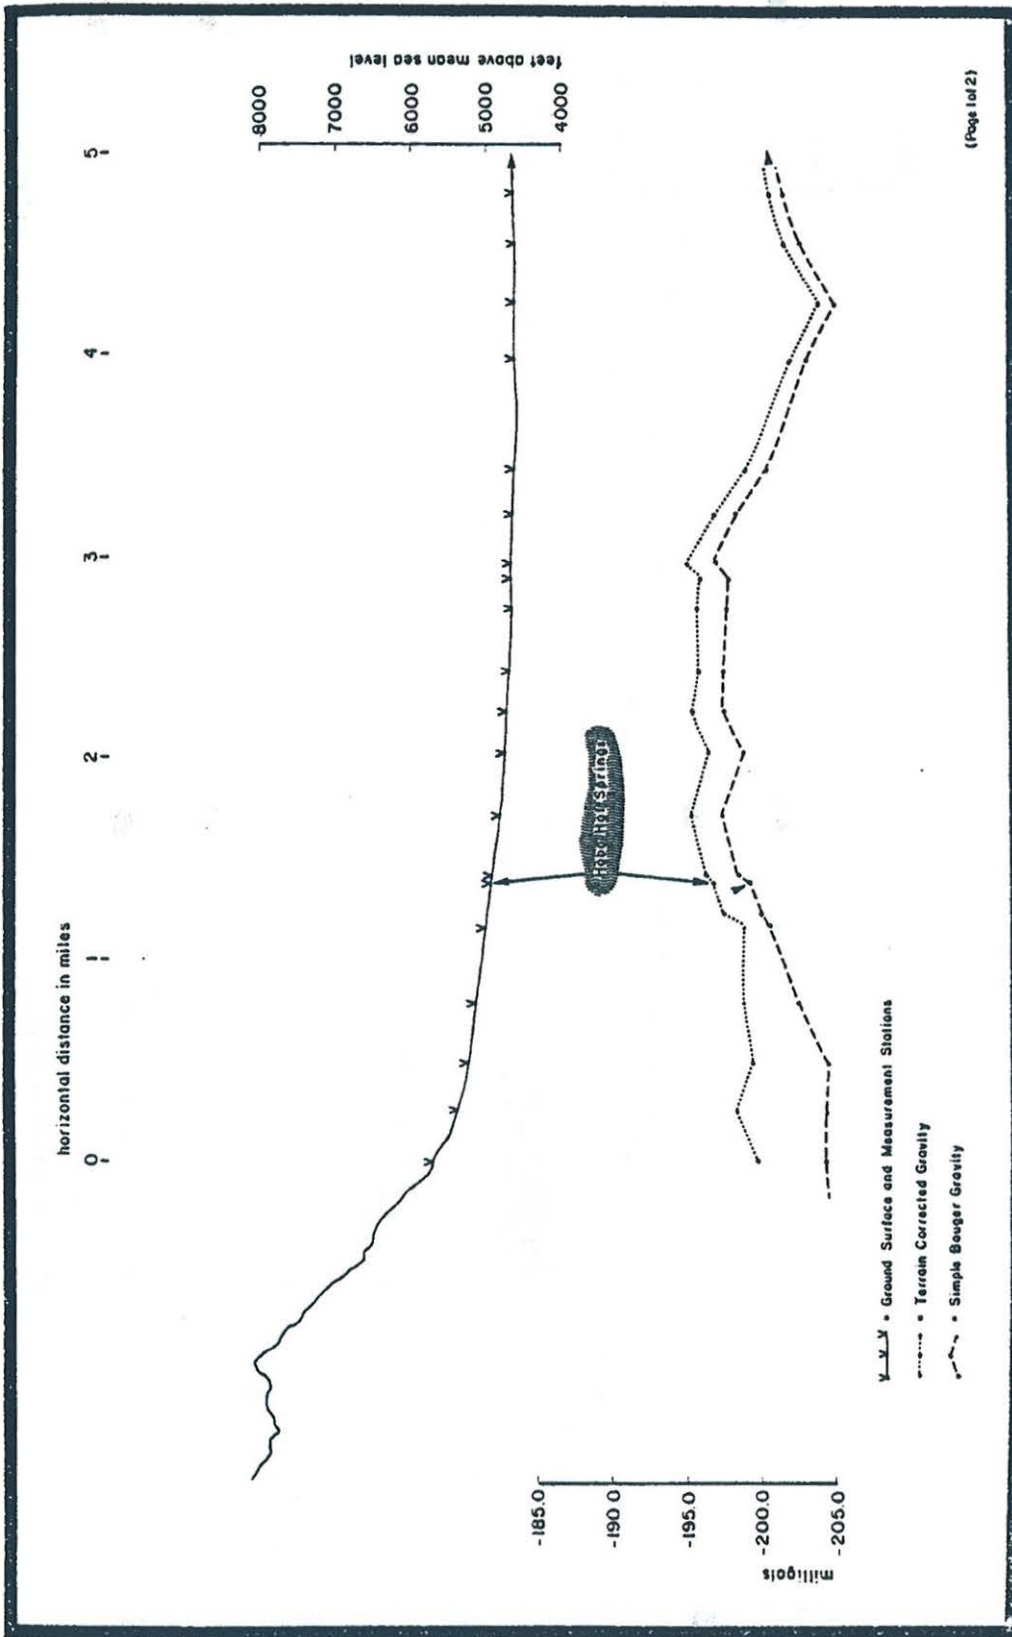 horizontal distance in miles
0
1
2
3
4
5
8000
7000
6000
5000
4000
feet above mean sea level
Hobo Hot Springs
-185.0
-190.0
-195.0
-200.0
-205.0
milligals
= Ground Surface and Measurement Stations
= Terrain Corrected Gravity
= Simple Bouger Gravity
(Page 1 of 2)